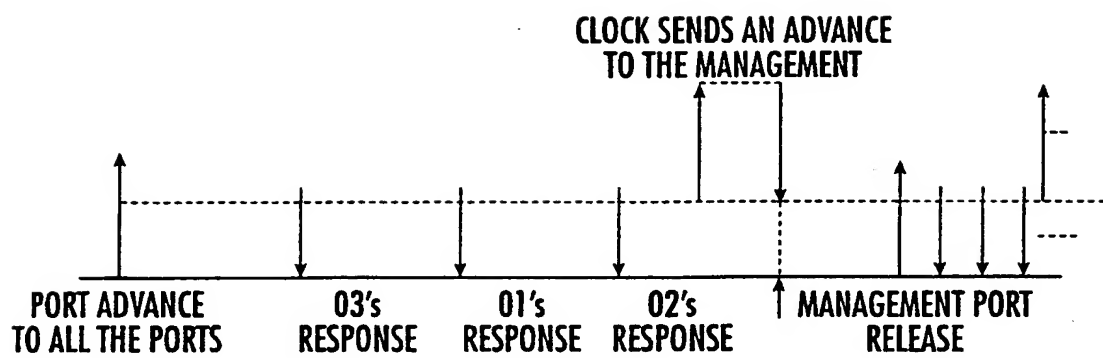 CLOCK SENDS AN ADVANCE
TO THE MANAGEMENT
PORT ADVANCE
TO ALL THE PORTS
03's
RESPONSE
01's
RESPONSE
02's
RESPONSE
MANAGEMENT PORT
RELEASE